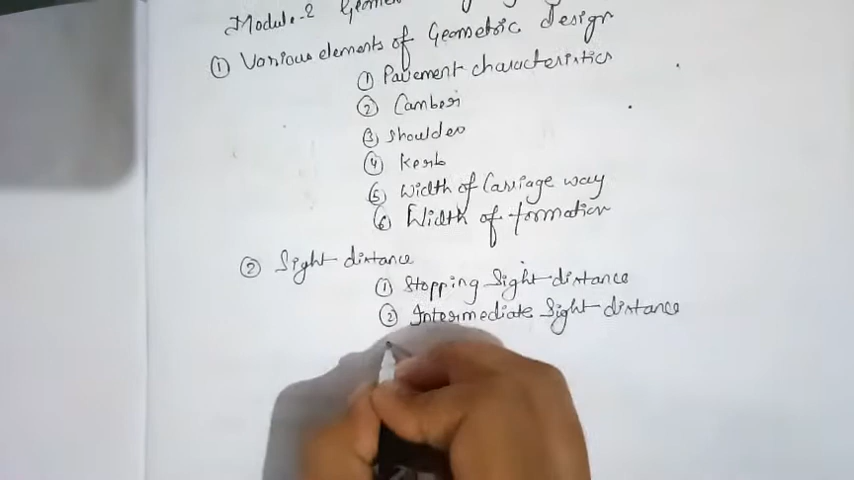 Module-2
① Various elements of Geometric design
① Pavement characteristics
② Camber
③ Shoulder
④ Kerb
⑤ Width of Carriage way
⑥ Width of formation
② Sight distance
① Stopping Sight distance
② Intermediate Sight distance